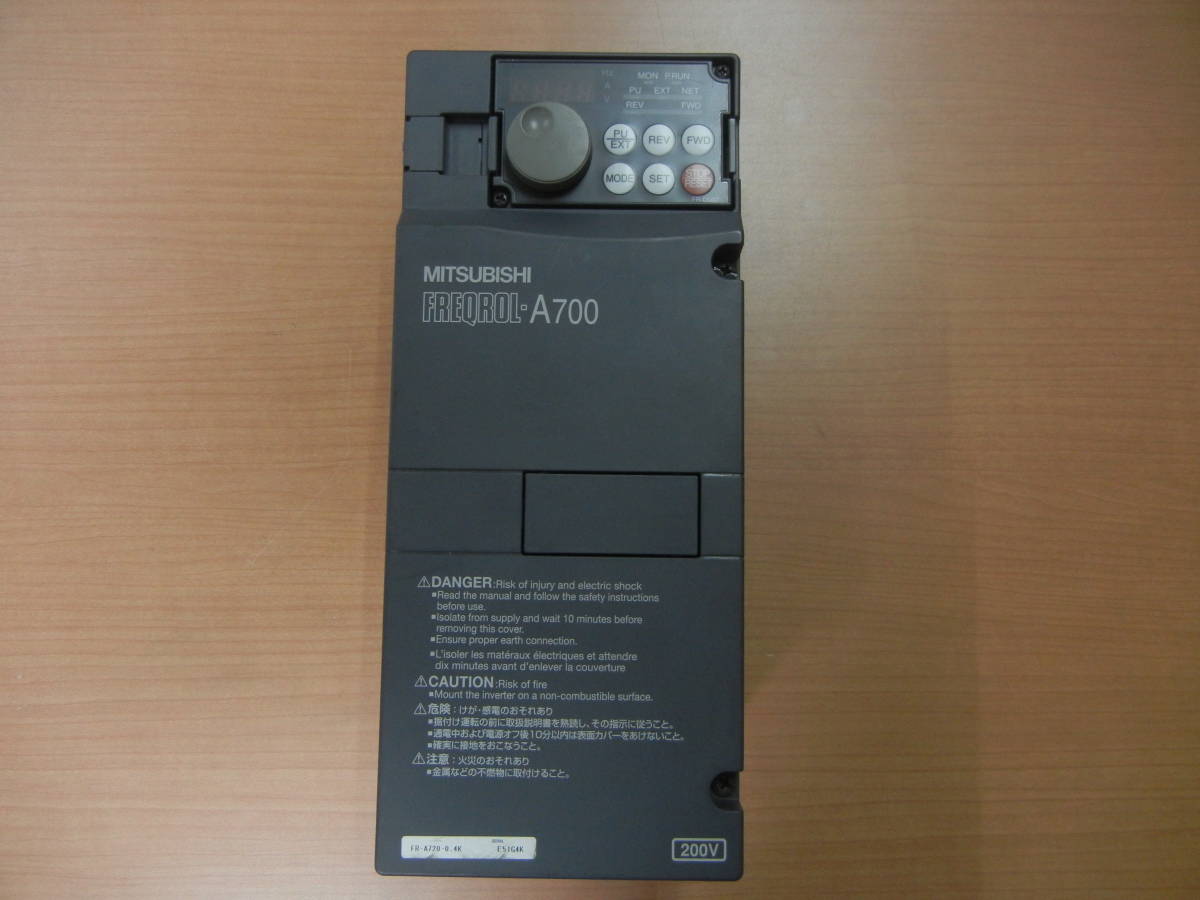 Hz
MON P.RUN
A
PU EXT NET
V
REV FWD
PU
EXT
REV
FWD
MODE
SET
STOP
RESET
MITSUBISHI
FREQROL-A700
⚠DANGER:Risk of injury and electric shock
▪Read the manual and follow the safety instructions
before use.
▪Isolate from supply and wait 10 minutes before
removing this cover.
▪Ensure proper earth connection.
▪L'isoler les matéraux électriques et attendre
dix minutes avant d'enlever la couverture
⚠CAUTION:Risk of fire
▪Mount the inverter on a non-combustible surface.
⚠危険：けが・感電のおそれあり
▪据付け運転の前に取扱説明書を熟読し、その指示に従うこと。
▪通電中および電源オフ後10分以内は表面カバーをあけないこと。
▪確実に接地をおこなうこと。
⚠注意：火災のおそれあり
▪金属などの不燃物に取付けること。
FR-A720-0.4K E51G4K
200V